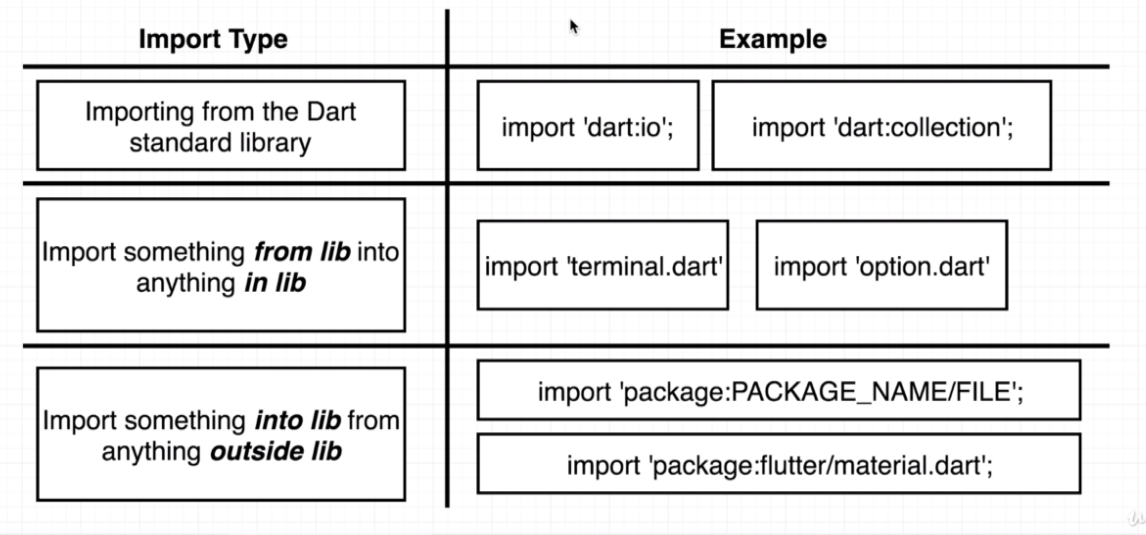 Import Type
Example
Importing from the Dart
standard library
import 'dart:io';
import 'dart:collection';
Import something from lib into
anything in lib
import 'terminal.dart'
import 'option.dart'
Import something into lib from
anything outside lib
import 'package:PACKAGE_NAME/FILE';
import 'package:flutter/material.dart';